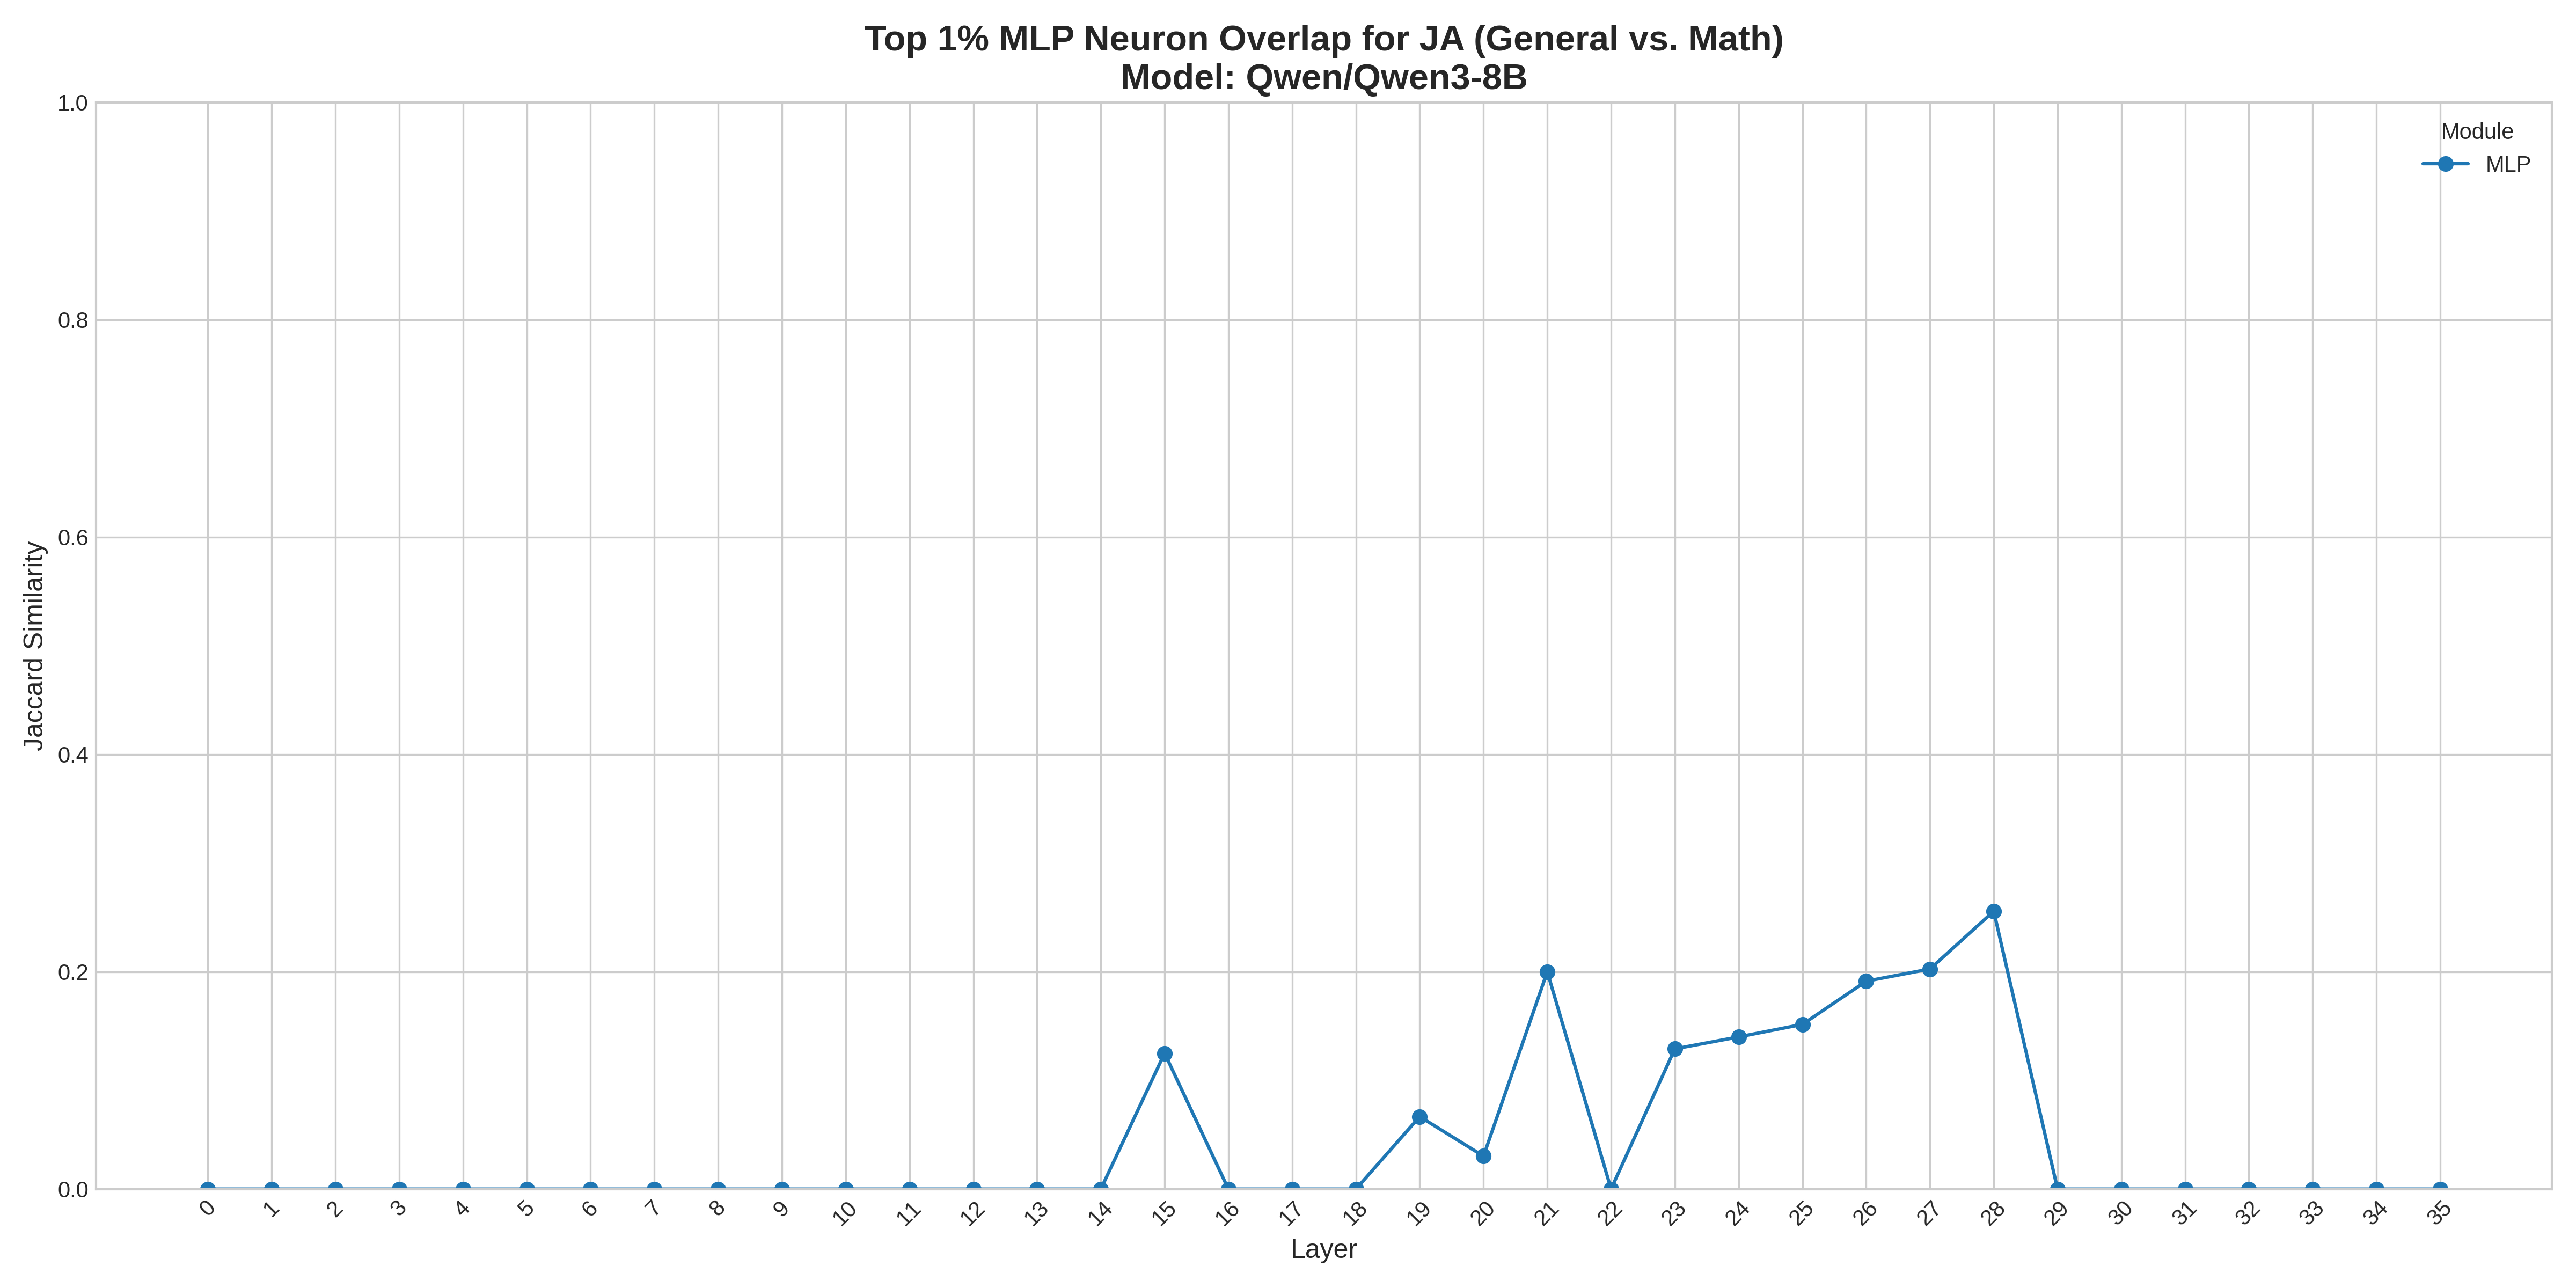 Top 1% MLP Neuron Overlap for JA (General vs. Math)
Model: Qwen/Qwen3-8B
Module
MLP
Jaccard Similarity
1.0
0.8
0.6
0.4
0.2
0.0
0 1 2 3 4 5 6 7 8 9 10 11 12 13 14 15 16 17 18 19 20 21 22 23 24 25 26 27 28 29 30 31 32 33 34 35
Layer